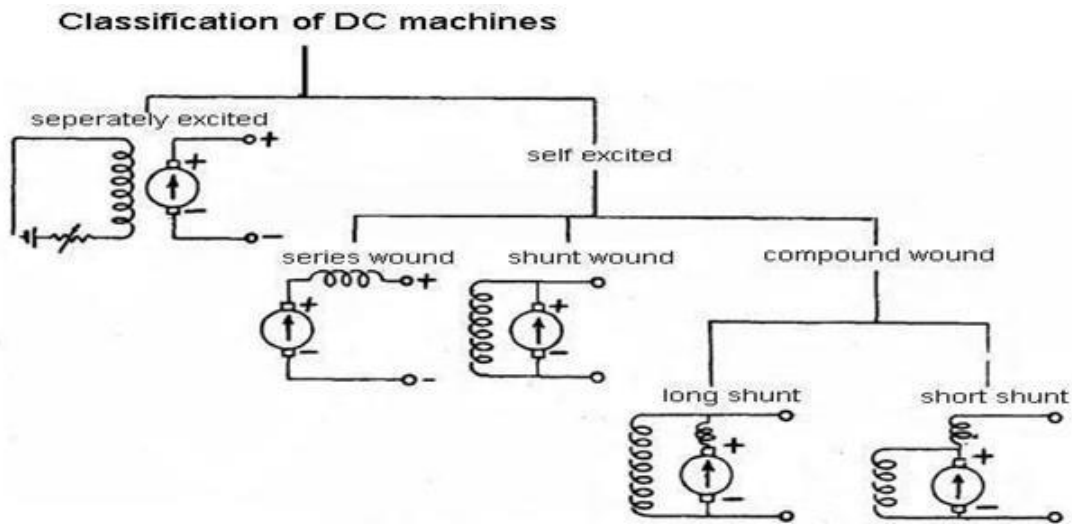 Classification of DC machines
seperately excited
+
+
-
-
self excited
series wound
shunt wound
compound wound
+
+
-
-
+
-
long shunt
short shunt
+
-
+
-